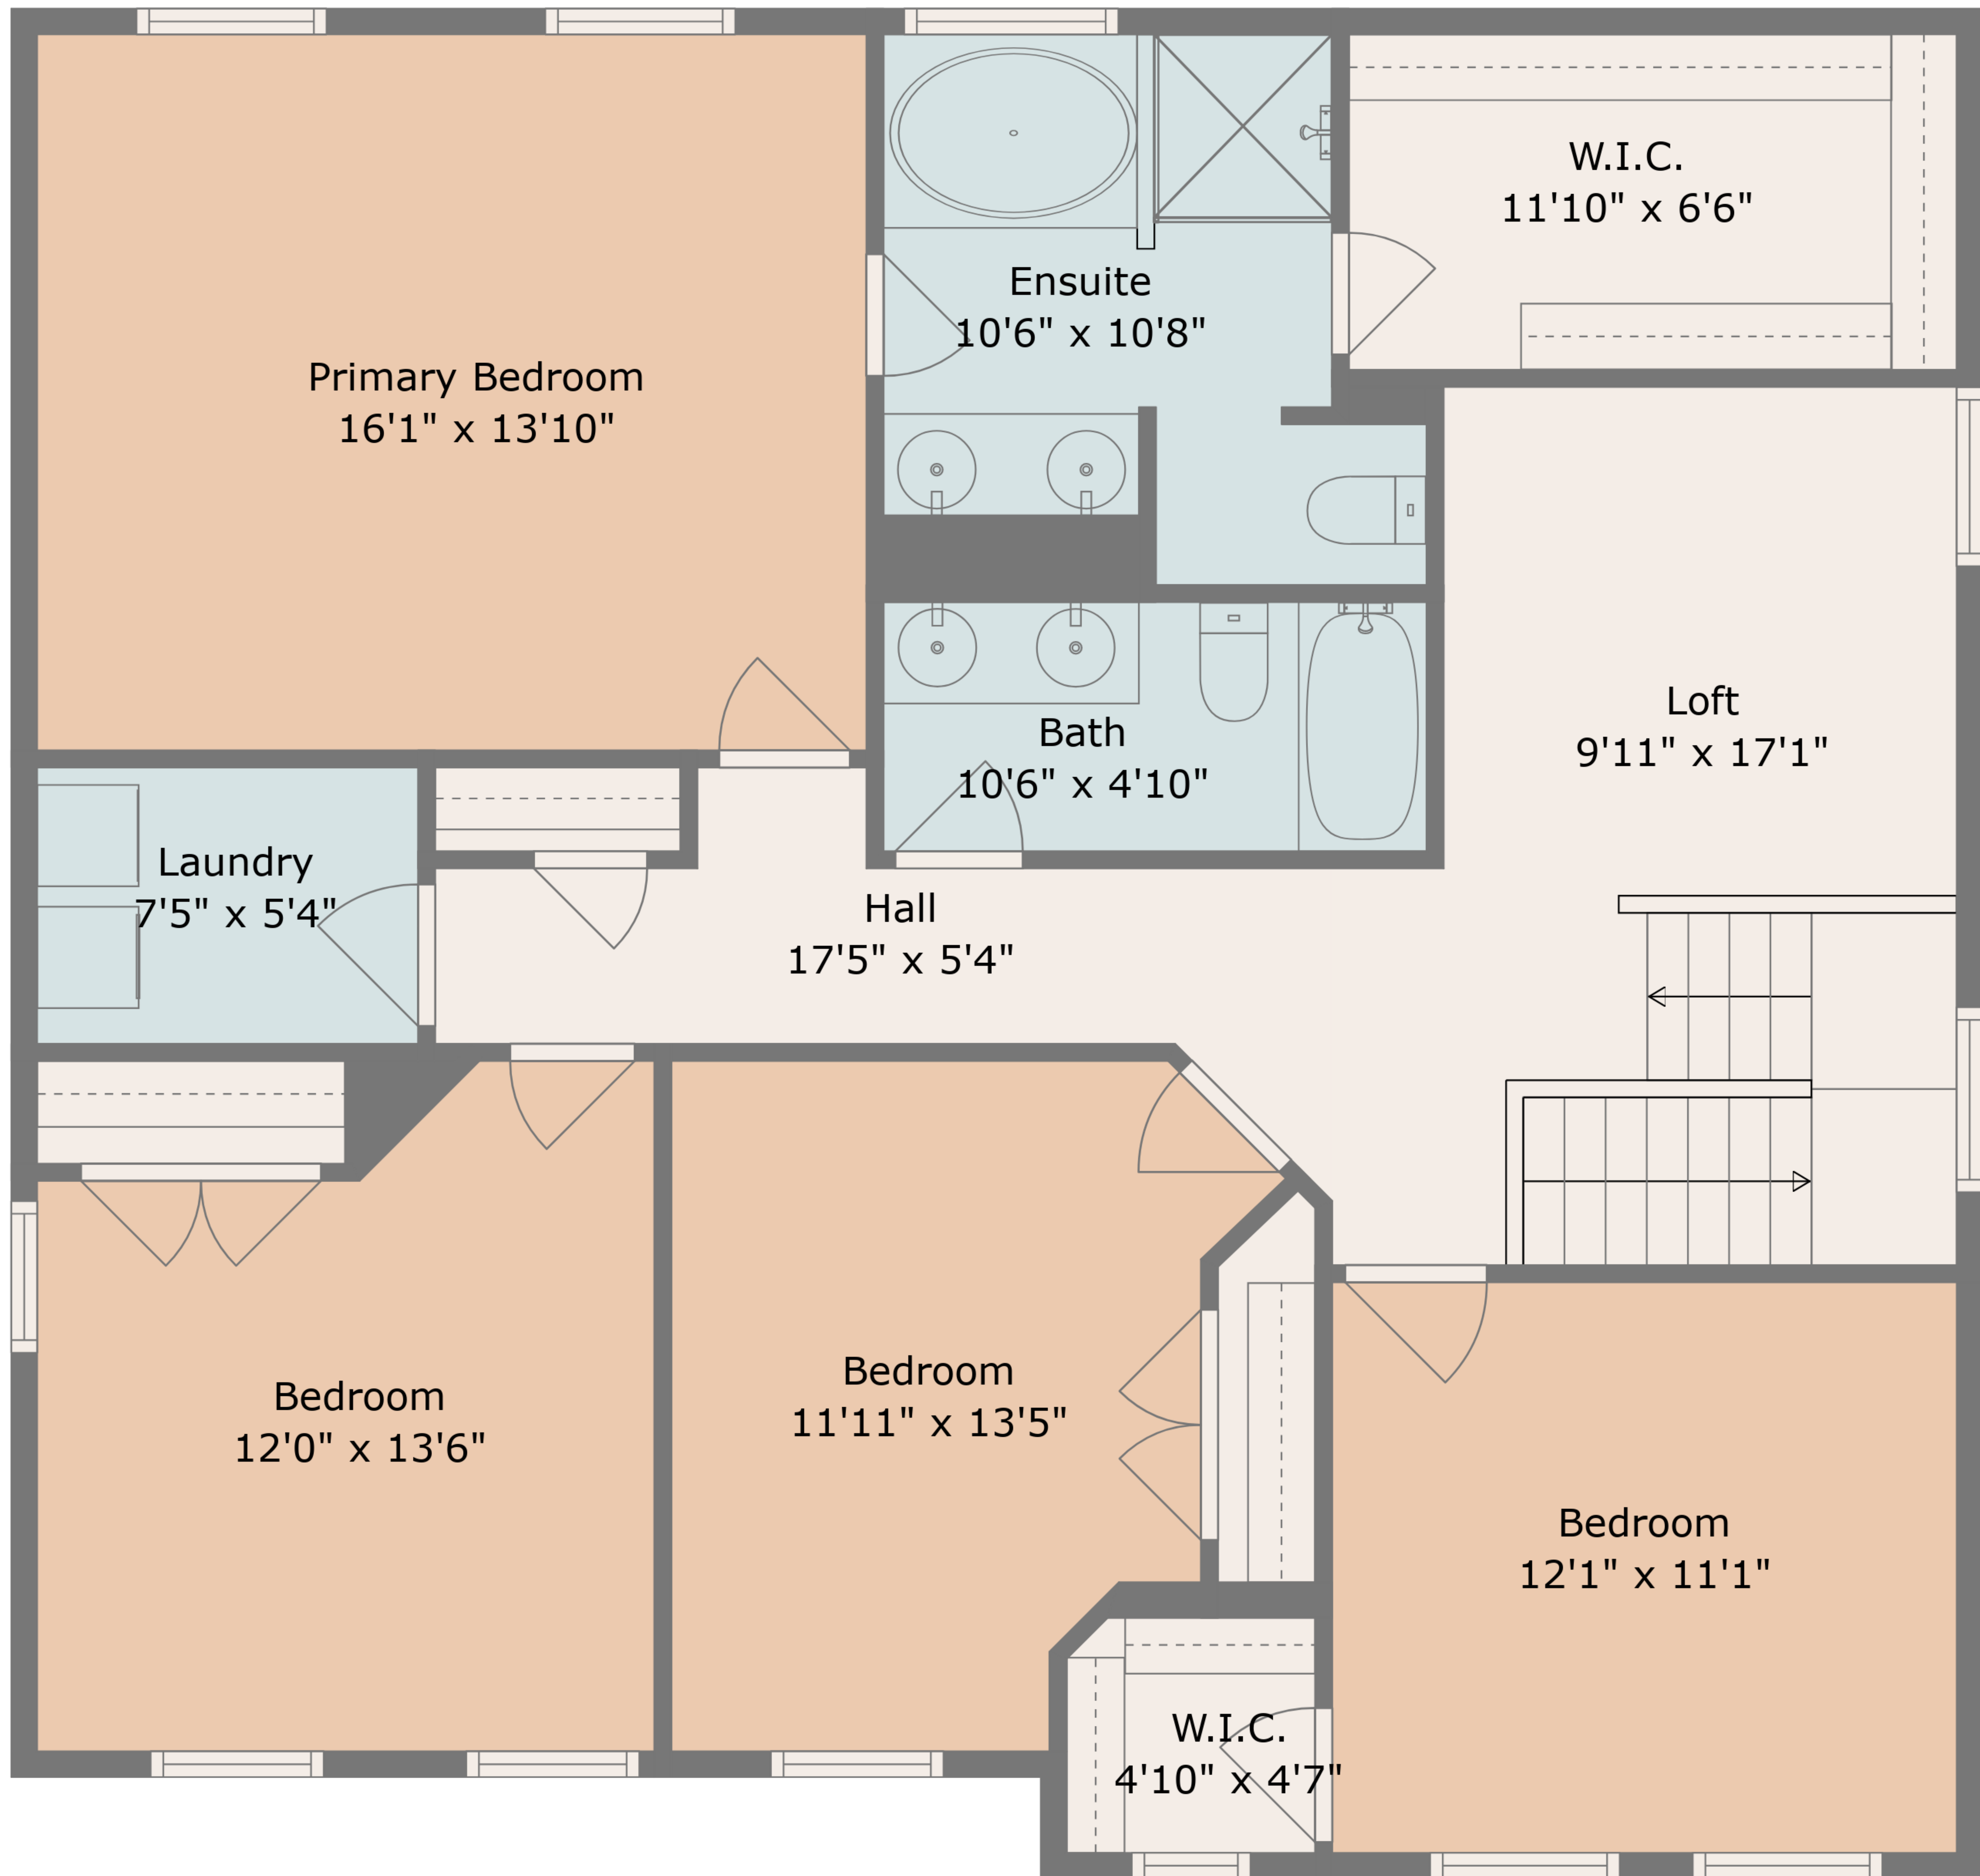 W.I.C.
11'10" x 6'6"
Ensuite
10'6" x 10'8"
Primary Bedroom
16'1" x 13'10"
Loft
9'11" x 17'1"
Bath
10'6" x 4'10"
Laundry
7'5" x 5'4"
Hall
17'5" x 5'4"
Bedroom
12'0" x 13'6"
Bedroom
11'11" x 13'5"
Bedroom
12'1" x 11'1"
W.I.C.
4'10" x 4'7"